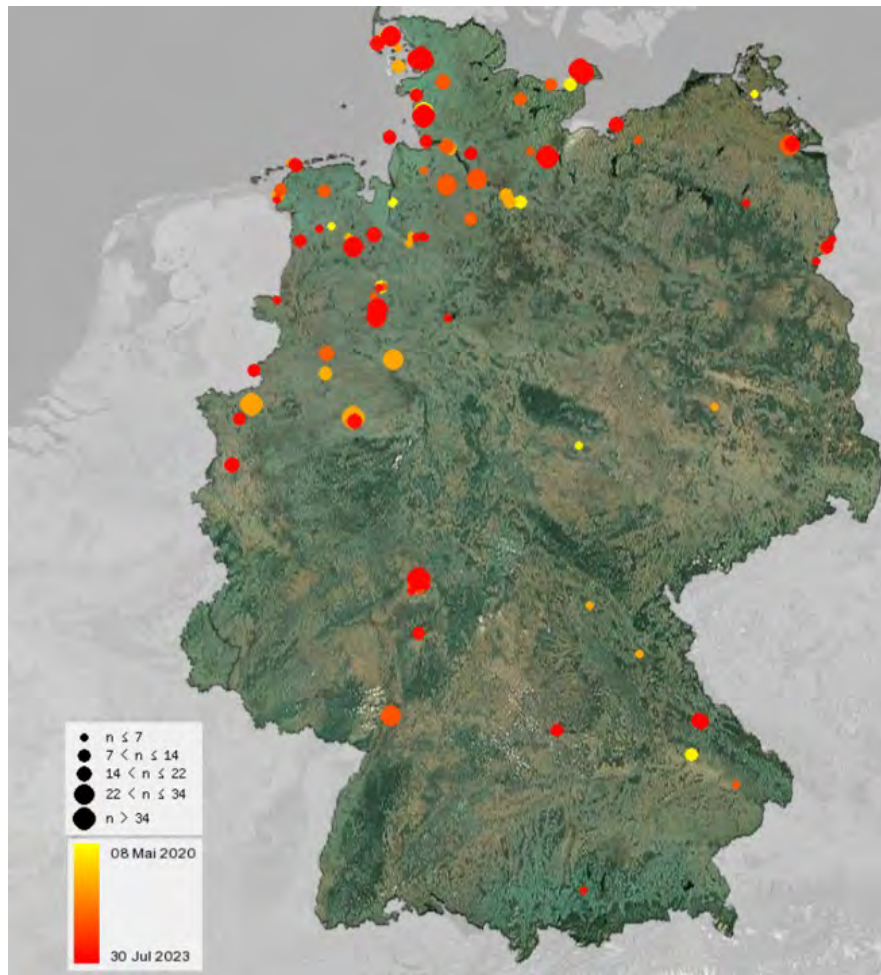 n ≤ 7
7 < n ≤ 14
14 < n ≤ 22
22 < n ≤ 34
n > 34
08 Mai 2020
30 Jul 2023